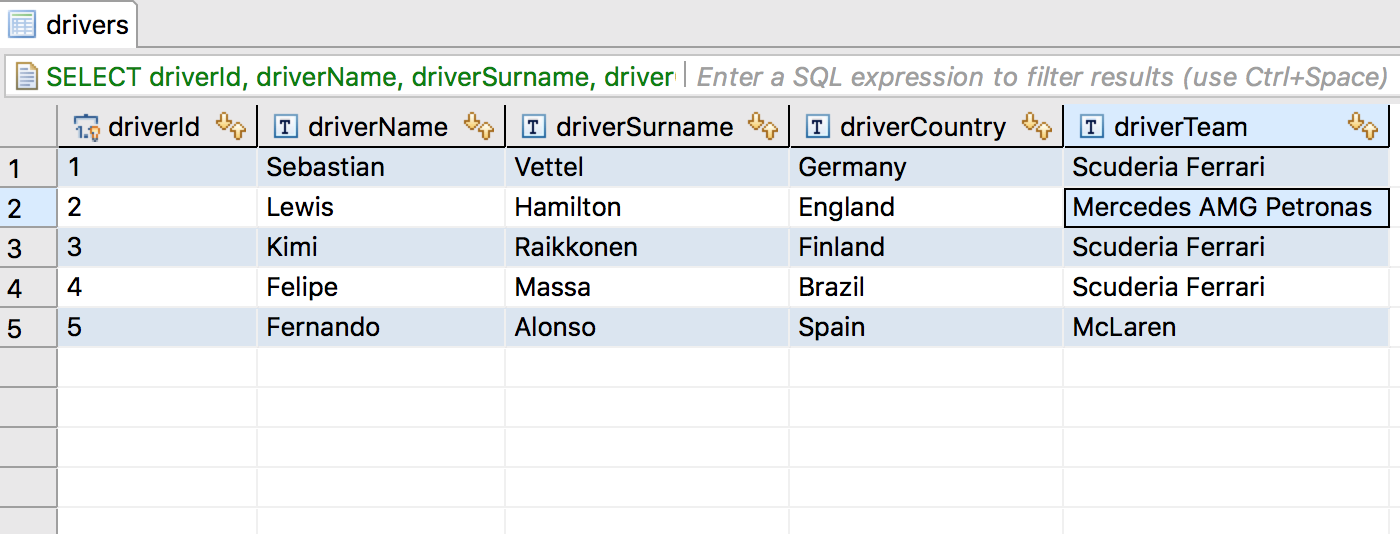 drivers
SELECT driverId, driverName, driverSurname, driver Enter a SQL expression to filter results (use Ctrl+Space)
driverId driverName driverSurname driverCountry driverTeam
1 1 Sebastian Vettel Germany Scuderia Ferrari
2 2 Lewis Hamilton England Mercedes AMG Petronas
3 3 Kimi Raikkonen Finland Scuderia Ferrari
4 4 Felipe Massa Brazil Scuderia Ferrari
5 5 Fernando Alonso Spain McLaren